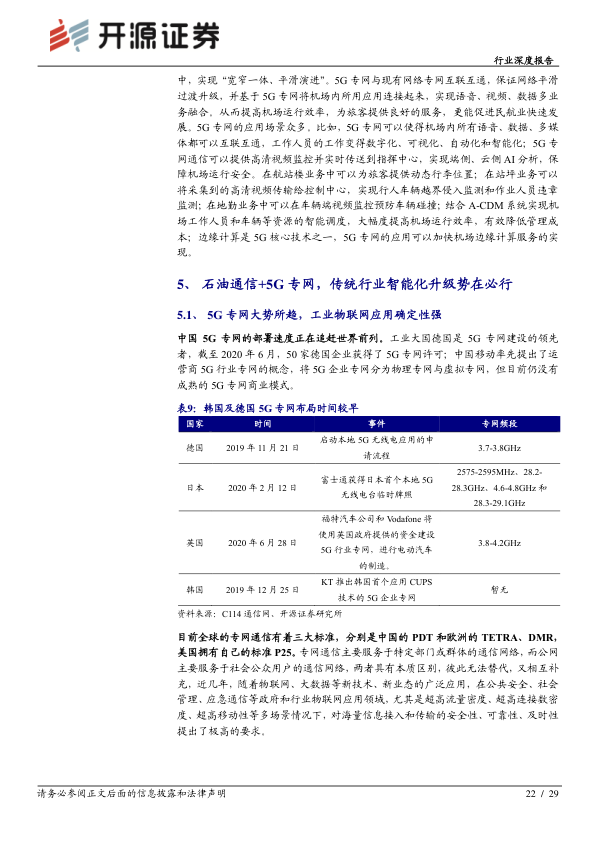 开源证券
行业深度报告
中，实现“宽窄一体、平滑演进”。5G 专网与现有网络专网互联互通，保证网络平滑
过渡升级，并基于 5G 专网将机场内所用应用连接起来，实现语音、视频、数据多业
务融合。从而提高机场运行效率，为旅客提供良好的服务，更能促进民航业快速发
展。5G 专网的应用场景众多。比如，5G 专网可以使得机场内所有语音、数据、多媒
体都可以互联互通，工作人员的工作变得数字化、可视化、自动化和智能化；5G 专
网通信可以提供高清视频监控并实时传送到指挥中心，实现端侧、云侧 AI 分析，保
障机场运行安全。在航站楼业务中可以为旅客提供动态行李位置；在站坪业务可以
将采集到的高清视频传输给控制中心，实现行人车辆越界侵入监测和作业人员违章
监测；在地勤业务中可以在车辆端视频监控预防车辆碰撞；结合 A-CDM 系统实现机
场工作人员和车辆等资源的智能调度，大幅度提高机场运行效率，有效降低管理成
本；边缘计算是 5G 核心技术之一，5G 专网的应用可以加快机场边缘计算服务的实
现。
5、 石油通信+5G 专网，传统行业智能化升级势在必行
5.1、 5G 专网大势所趋，工业物联网应用确定性强
中国 5G 专网的部署速度正在追赶世界前列。工业大国德国是 5G 专网建设的领先
者，截至 2020 年 6 月，50 家德国企业获得了 5G 专网许可；中国移动率先提出了运
营商 5G 行业专网的概念，将 5G 企业专网分为物理专网与虚拟专网，但目前仍没有
成熟的 5G 专网商业模式。
表9：韩国及德国 5G 专网布局时间较早
国家 时间 事件 专网频段
德国 2019 年 11 月 21 日 启动本地 5G 无线电应用的申 3.7-3.8GHz
请流程
日本 2020 年 2 月 12 日 富士通获得日本首个本地 5G 2575-2595MHz、28.2-
无线电台临时牌照 28.3GHz、4.6-4.8GHz 和
28.3-29.1GHz
英国 2020 年 6 月 28 日 福特汽车公司和 Vodafone 将 3.8-4.2GHz
使用英国政府提供的资金建设
5G 行业专网，进行电动汽车
的制造。
韩国 2019 年 12 月 25 日 KT 推出韩国首个应用 CUPS 暂无
技术的 5G 企业专网
资料来源：C114 通信网、开源证券研究所
目前全球的专网通信有着三大标准，分别是中国的 PDT 和欧洲的 TETRA、DMR，
美国拥有自己的标准 P25。专网通信主要服务于特定部门或群体的通信网络，而公网
主要服务于社会公众用户的通信网络，两者具有本质区别，彼此无法替代，又相互补
充，近几年，随着物联网、大数据等新技术、新业态的广泛应用，在公共安全、社会
管理、应急通信等政府和行业物联网应用领域，尤其是超高流量密度、超高连接数密
度、超高移动性等多场景情况下，对海量信息接入和传输的安全性、可靠性、及时性
提出了极高的要求。
请务必参阅正文后面的信息披露和法律声明
22 / 29